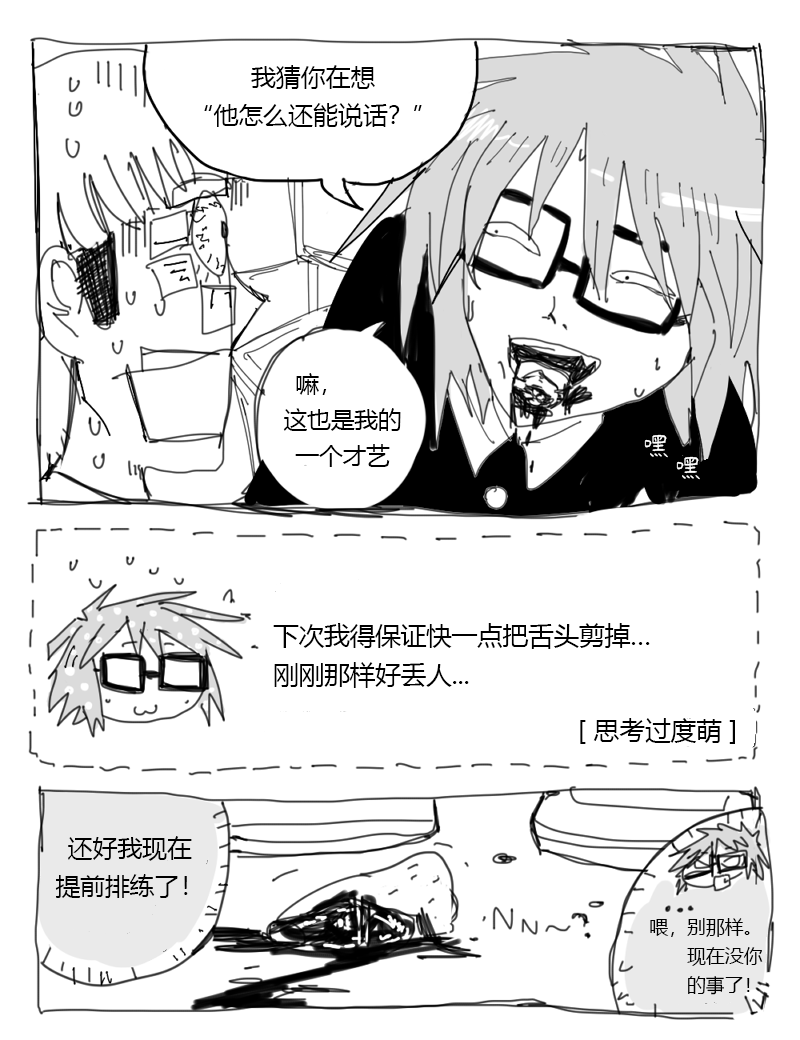 我猜你在想
“他怎么还能说话？”
嘛，
这也是我的
一个才艺
嘿
嘿
下次我得保证快一点把舌头剪掉...
刚刚那样好丢人...
[ 思考过度萌 ]
还好我现在
提前排练了！
NN~
...
喂，别那样。
现在没你
的事了！